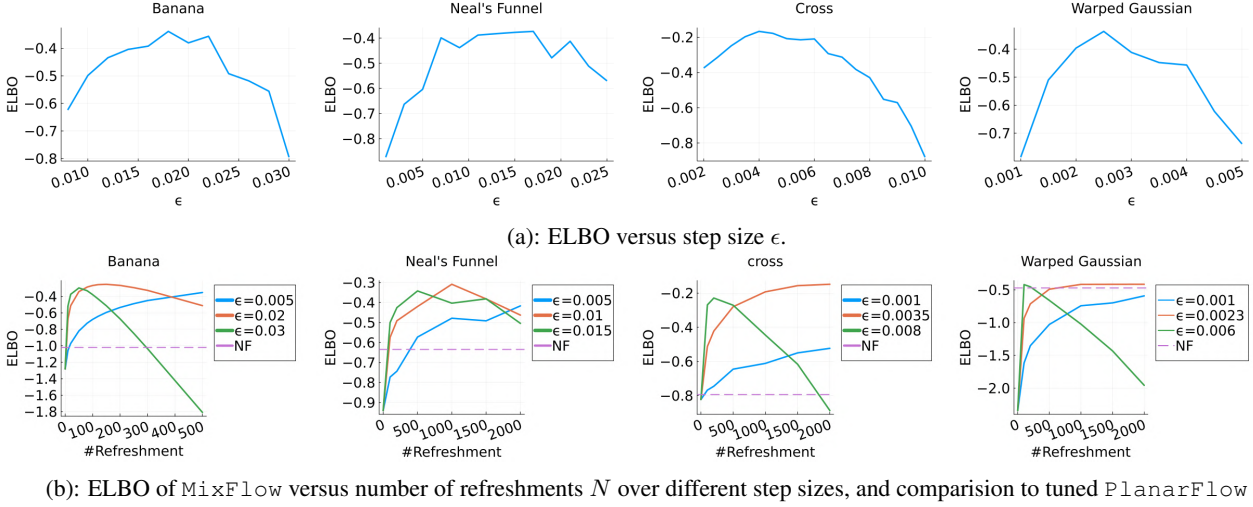 Banana
Neal's Funnel
Cross
Warped Gaussian
ELBO
−0.4
−0.5
−0.6
−0.7
−0.8
0.010
0.015
0.020
0.025
0.030
ϵ
ELBO
−0.4
−0.5
−0.6
−0.7
−0.8
0.005
0.010
0.015
0.020
0.025
ϵ
ELBO
−0.2
−0.4
−0.6
−0.8
0.002
0.004
0.006
0.008
0.010
ϵ
ELBO
−0.4
−0.5
−0.6
−0.7
0.001
0.002
0.003
0.004
0.005
ϵ
(a): ELBO versus step size ϵ.
Banana
Neal's Funnel
cross
Warped Gaussian
ELBO
−0.4
−0.6
−0.8
−1.0
−1.2
−1.4
−1.6
−1.8
0
100
200
300
400
500
#Refreshment
ϵ=0.005
ϵ=0.02
ϵ=0.03
NF
ELBO
−0.3
−0.4
−0.5
−0.6
−0.7
−0.8
−0.9
0
500
1000
1500
2000
#Refreshment
ϵ=0.005
ϵ=0.01
ϵ=0.015
NF
ELBO
−0.2
−0.4
−0.6
−0.8
0
500
1000
1500
2000
#Refreshment
ϵ=0.001
ϵ=0.0035
ϵ=0.008
NF
ELBO
−0.5
−1.0
−1.5
−2.0
0
500
1000
1500
2000
#Refreshment
ϵ=0.001
ϵ=0.0023
ϵ=0.006
NF
(b): ELBO of MixFlow versus number of refreshments N over different step sizes, and comparision to tuned PlanarFlow